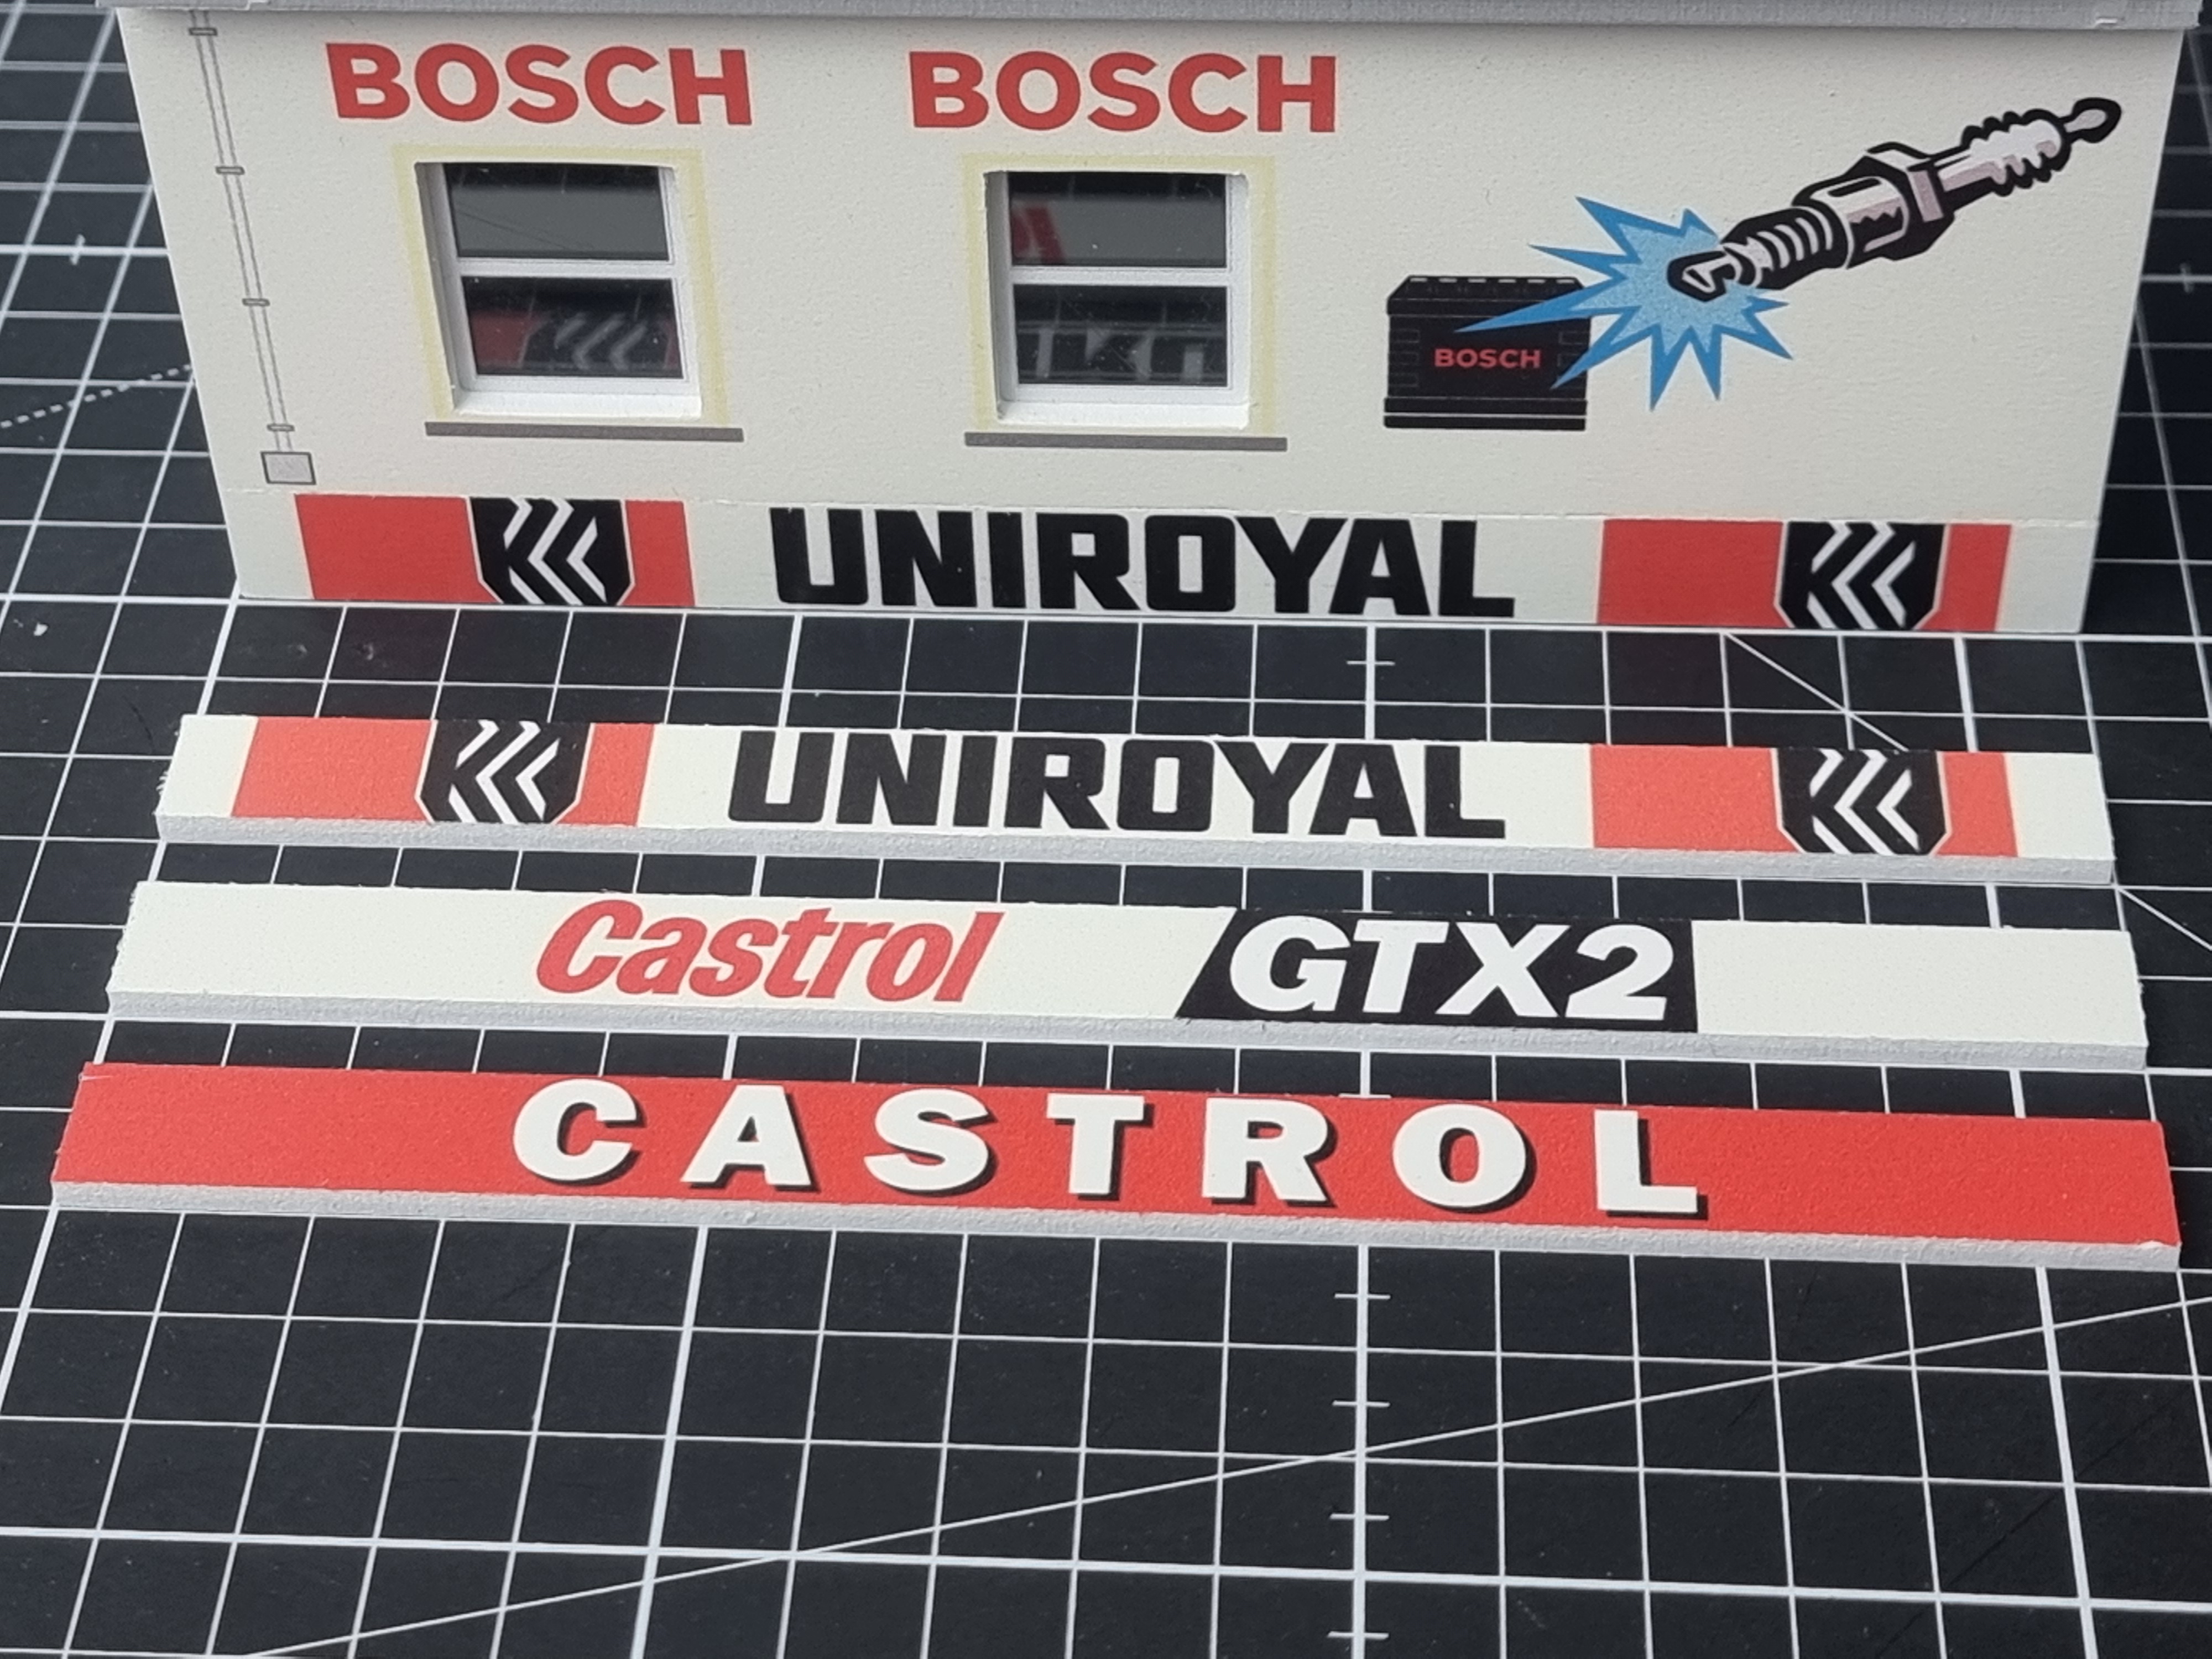 BOSCH BOSCH
BOSCH
UNIROYAL
UNIROYAL
Castrol GTX2
CASTROL